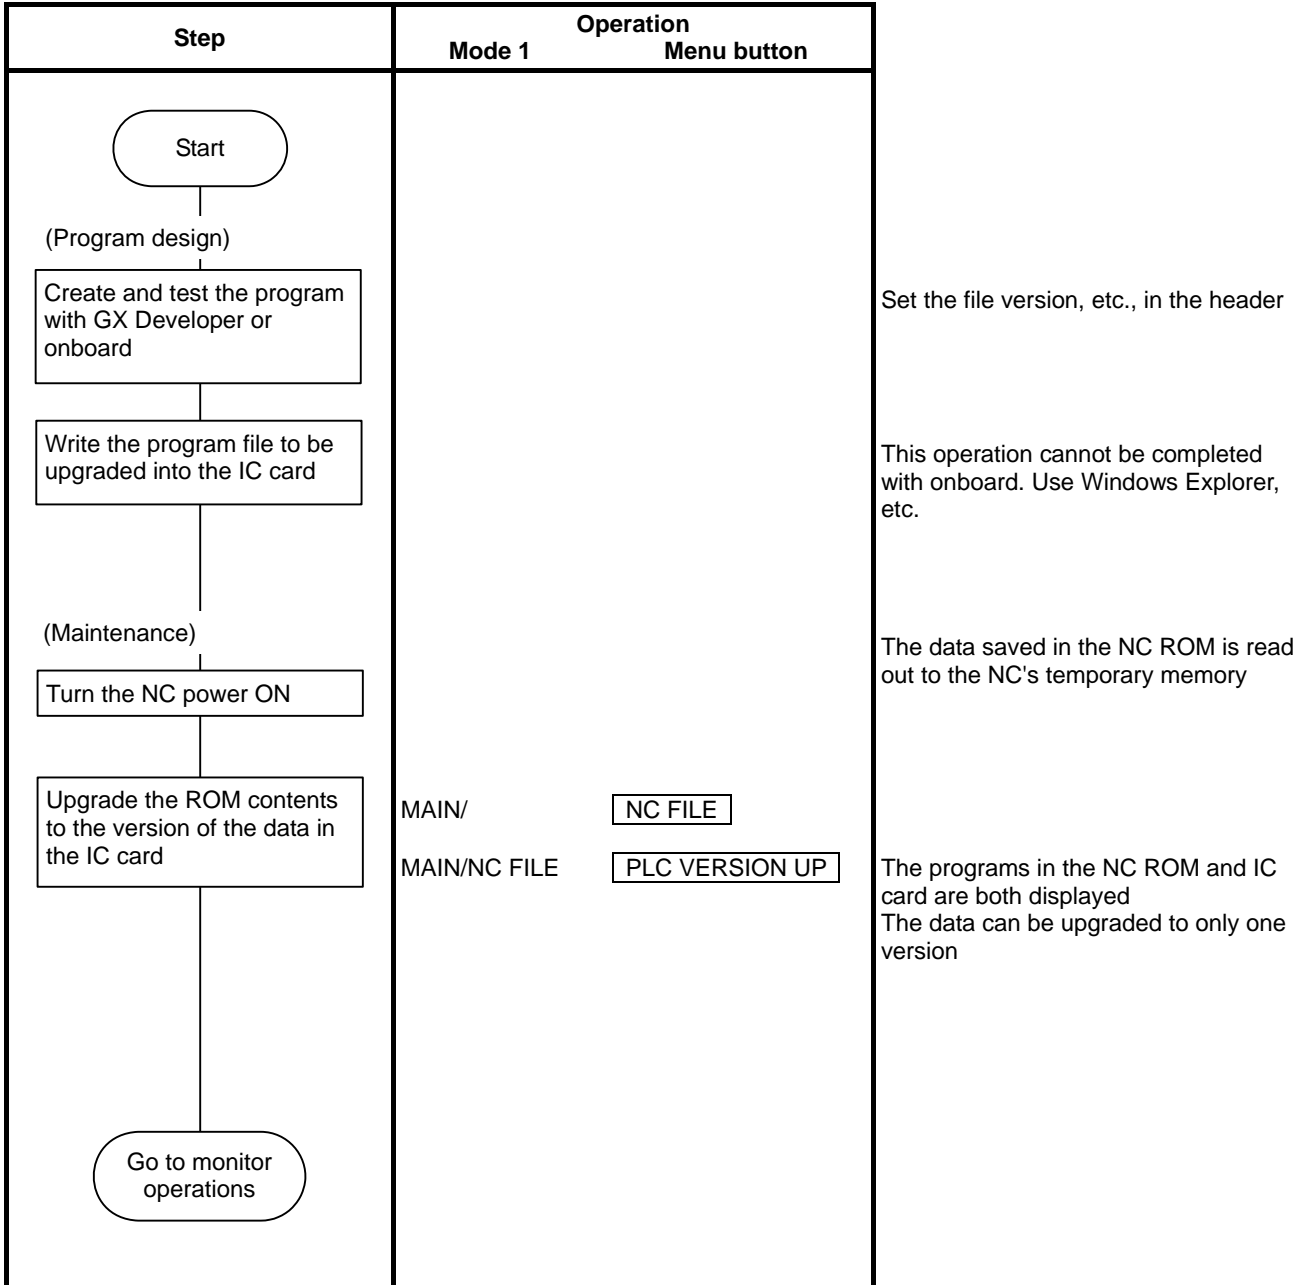 Step
Operation
Mode 1 Menu button
Start
(Program design)
Create and test the program
with GX Developer or
onboard
Set the file version, etc., in the header
Write the program file to be
upgraded into the IC card
This operation cannot be completed
with onboard. Use Windows Explorer,
etc.
(Maintenance)
The data saved in the NC ROM is read
out to the NC's temporary memory
Turn the NC power ON
Upgrade the ROM contents
to the version of the data in
the IC card
MAIN/ NC FILE
MAIN/NC FILE PLC VERSION UP
The programs in the NC ROM and IC
card are both displayed
The data can be upgraded to only one
version
Go to monitor
operations